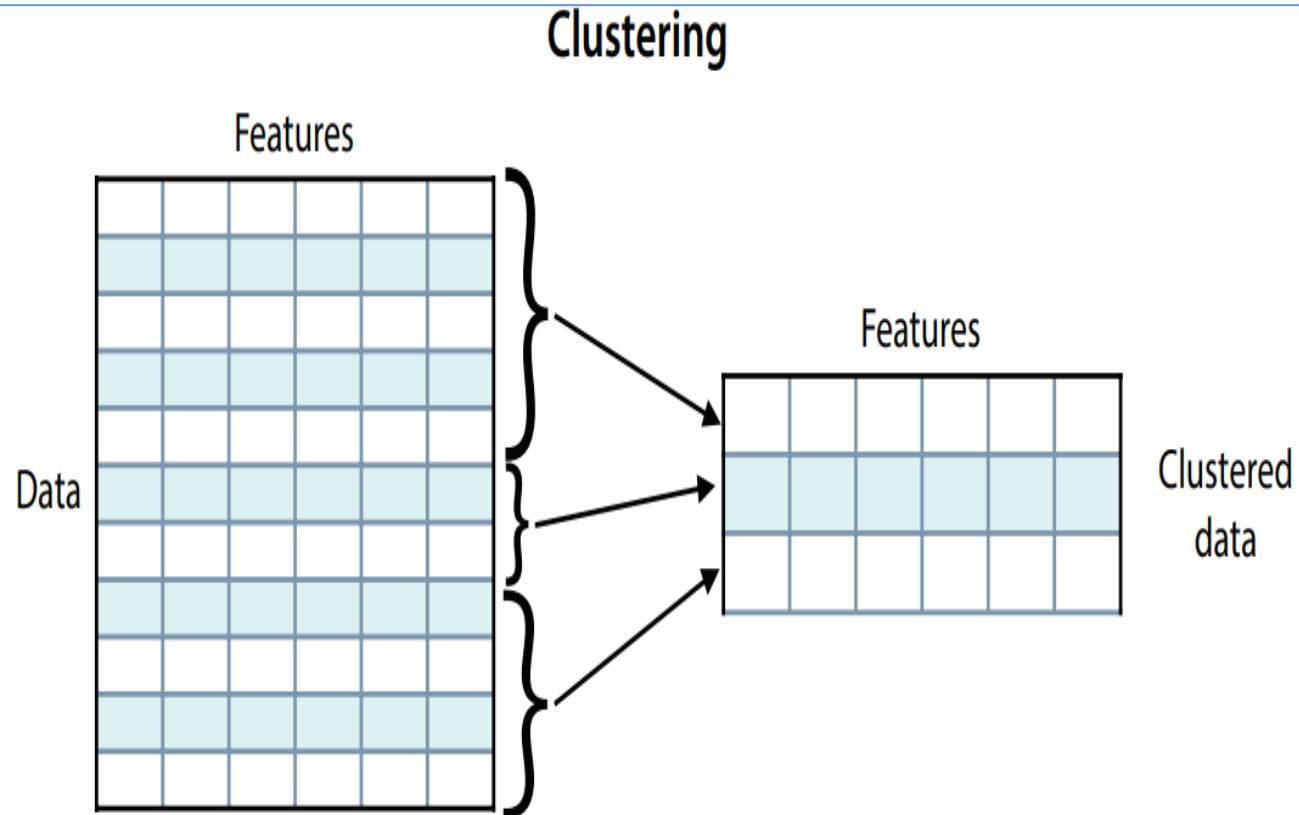 Clustering
Features
Data
Features
Clustered
data